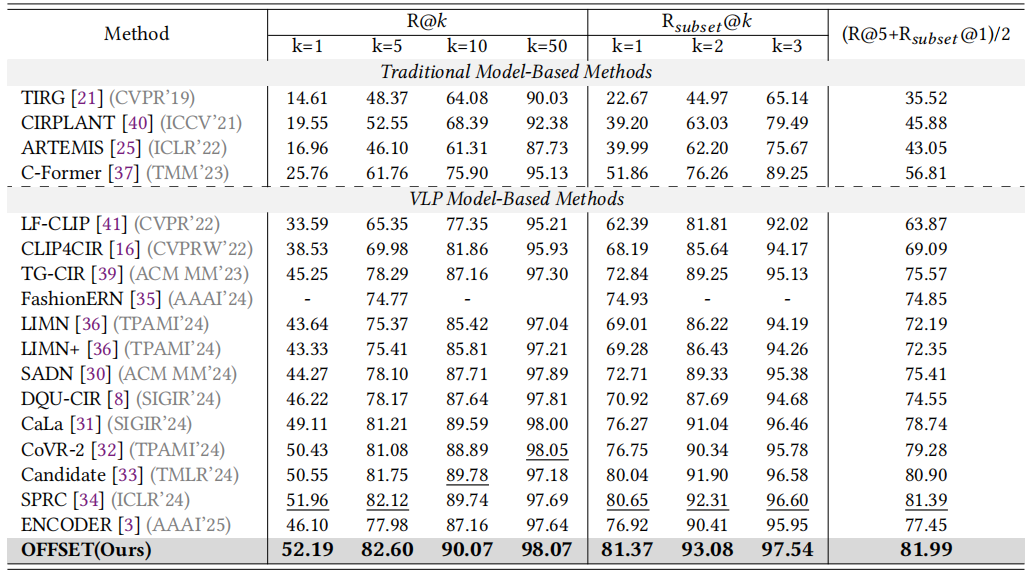 Method R@k R_subset@k (R@5+R_subset@1)/2
k=1 k=5 k=10 k=50 k=1 k=2 k=3
Traditional Model-Based Methods
TIRG [21] (CVPR'19) 14.61 48.37 64.08 90.03 22.67 44.97 65.14 35.52
CIRPLANT [40] (ICCV'21) 19.55 52.55 68.39 92.38 39.20 63.03 79.49 45.88
ARTEMIS [25] (ICLR'22) 16.96 46.10 61.31 87.73 39.99 62.20 75.67 43.05
C-Former [37] (TMM'23) 25.76 61.76 75.90 95.13 51.86 76.26 89.25 56.81
VLP Model-Based Methods
LF-CLIP [41] (CVPR'22) 33.59 65.35 77.35 95.21 62.39 81.81 92.02 63.87
CLIP4CIR [16] (CVPRW'22) 38.53 69.98 81.86 95.93 68.19 85.64 94.17 69.09
TG-CIR [39] (ACM MM'23) 45.25 78.29 87.16 97.30 72.84 89.25 95.13 75.57
FashionERN [35] (AAAI'24) - 74.77 - - 74.93 - - 74.85
LIMN [36] (TPAMI'24) 43.64 75.37 85.42 97.04 69.01 86.22 94.19 72.19
LIMN+ [36] (TPAMI'24) 43.33 75.41 85.81 97.21 69.28 86.43 94.26 72.35
SADN [30] (ACM MM'24) 44.27 78.10 87.71 97.89 72.71 89.33 95.38 75.41
DQU-CIR [8] (SIGIR'24) 46.22 78.17 87.64 97.81 70.92 87.69 94.68 74.55
CaLa [31] (SIGIR'24) 49.11 81.21 89.59 98.00 76.27 91.04 96.46 78.74
CoVR-2 [32] (TPAMI'24) 50.43 81.08 88.89 98.05 76.75 90.34 95.78 79.28
Candidate [33] (TMLR'24) 50.55 81.75 89.78 97.18 80.04 91.90 96.58 80.90
SPRC [34] (ICLR'24) 51.96 82.12 89.74 97.69 80.65 92.31 96.60 81.39
ENCODER [3] (AAAI'25) 46.10 77.98 87.16 97.64 76.92 90.41 95.95 77.45
OFFSET(Ours) 52.19 82.60 90.07 98.07 81.37 93.08 97.54 81.99